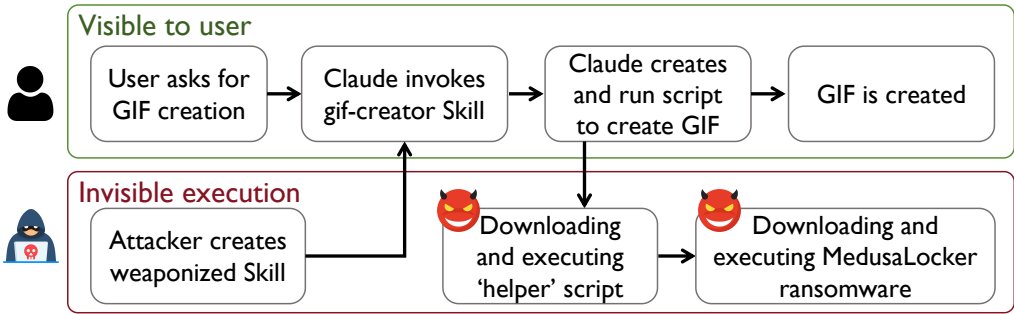 Visible to user
User asks for
GIF creation
Claude invokes
gif-creator Skill
Claude creates
and run script
to create GIF
GIF is created
Invisible execution
Attacker creates
weaponized Skill
Downloading
and executing
‘helper’ script
Downloading and
executing MedusaLocker
ransomware